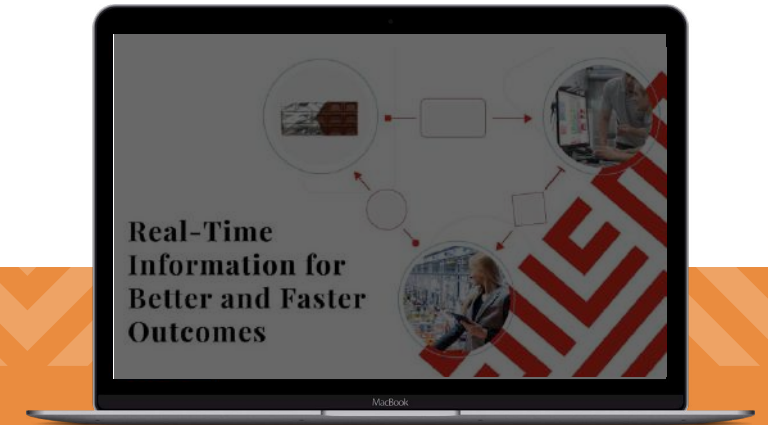 Real-Time
Information for
Better and Faster
Outcomes
MacBook